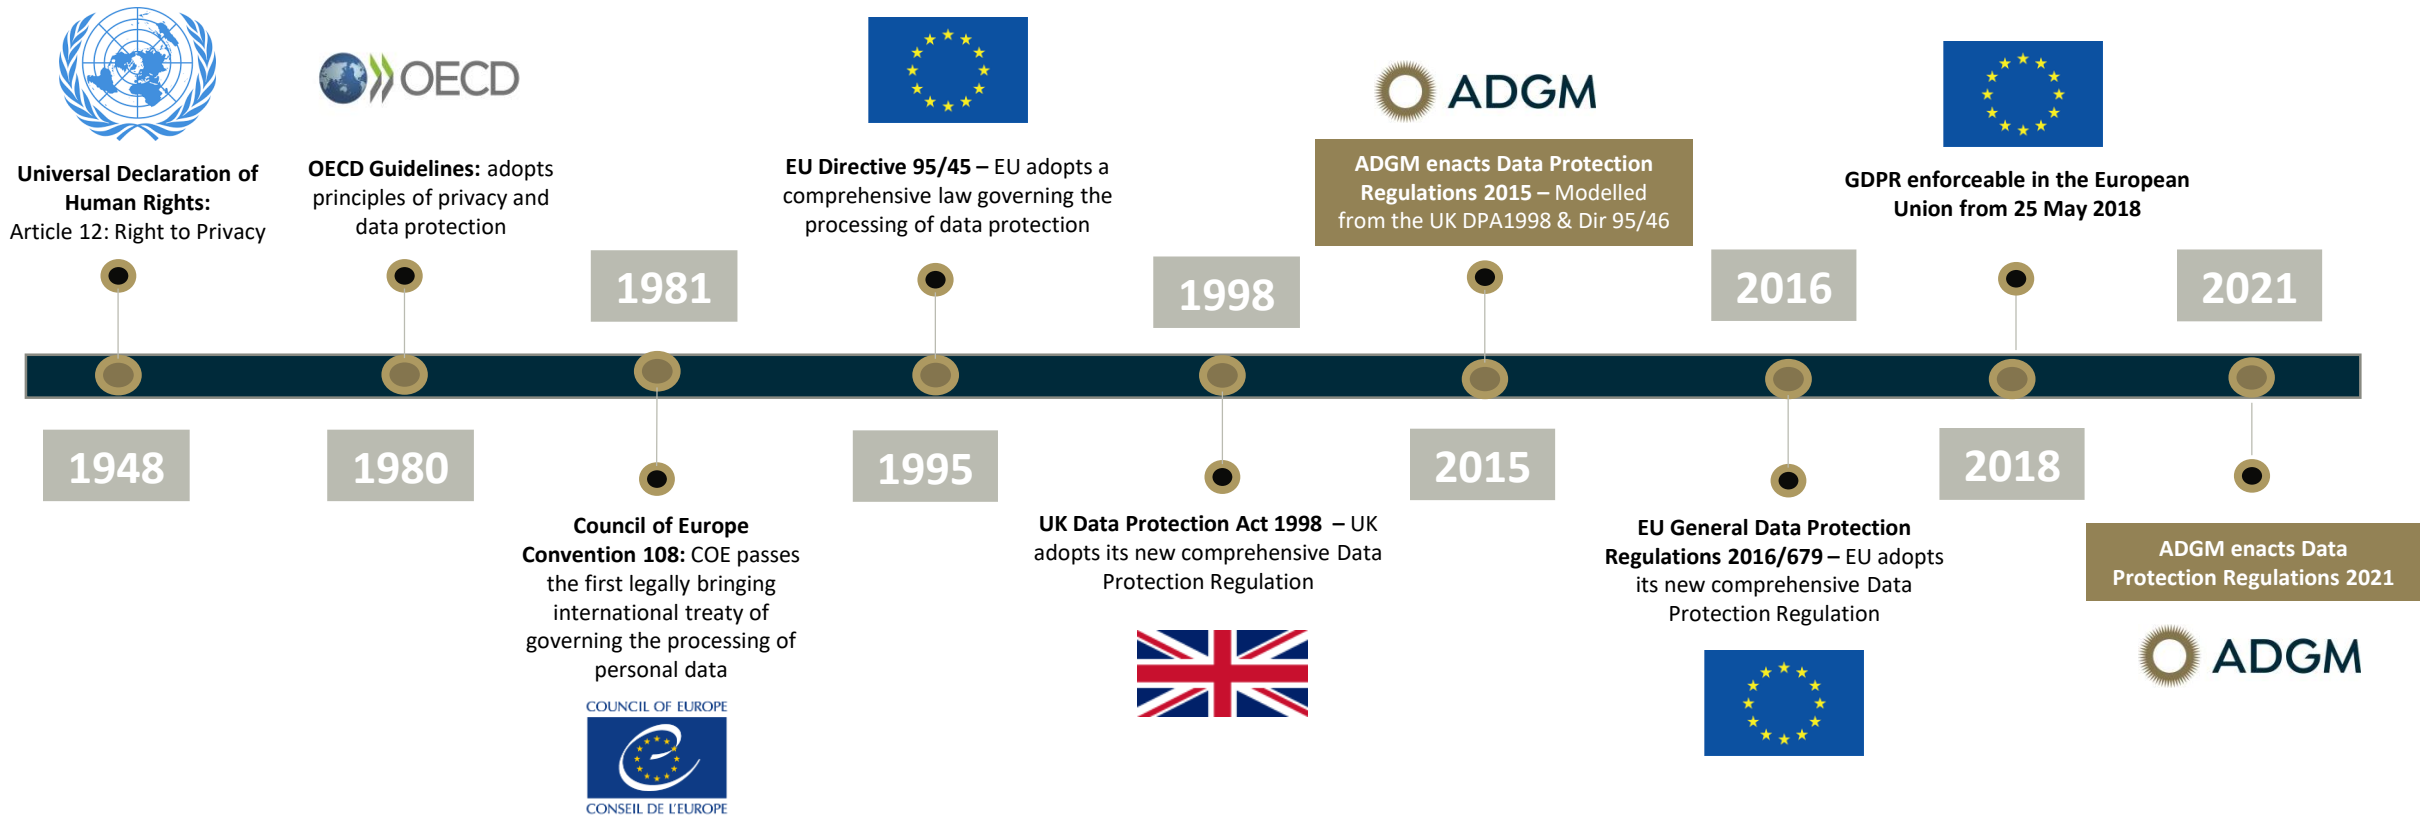 Universal Declaration of
Human Rights:
Article 12: Right to Privacy
1948
OECD
OECD Guidelines: adopts
principles of privacy and
data protection
1980
1981
Council of Europe
Convention 108: COE passes
the first legally bringing
international treaty of
governing the processing of
personal data
COUNCIL OF EUROPE
CONSEIL DE L'EUROPE
EU Directive 95/45 – EU adopts a
comprehensive law governing the
processing of data protection
1995
1998
UK Data Protection Act 1998 – UK
adopts its new comprehensive Data
Protection Regulation
ADGM
ADGM enacts Data Protection
Regulations 2015 – Modelled
from the UK DPA1998 & Dir 95/46
2015
2016
EU General Data Protection
Regulations 2016/679 – EU adopts
its new comprehensive Data
Protection Regulation
GDPR enforceable in the European
Union from 25 May 2018
2018
2021
ADGM enacts Data
Protection Regulations 2021
ADGM